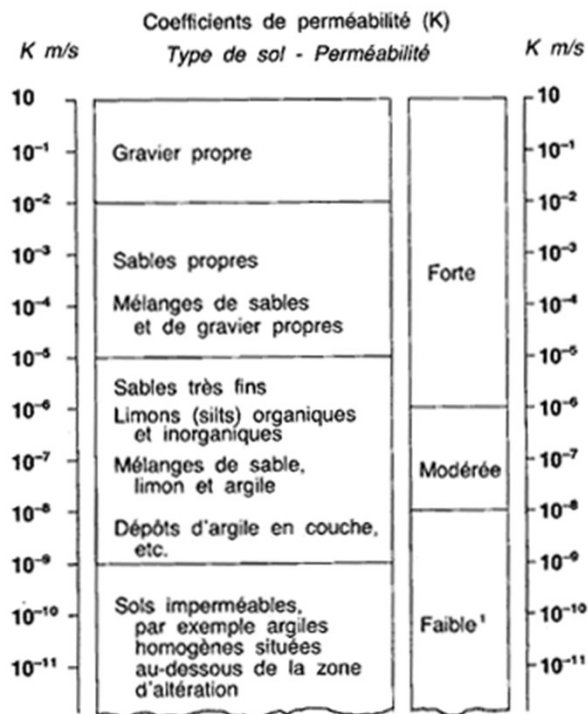 Coefficients de perméabilité (K)
K m/s
Type de sol - Perméabilité
K m/s
10
10⁻¹
10⁻²
10⁻³
10⁻⁴
10⁻⁵
10⁻⁶
10⁻⁷
10⁻⁸
10⁻⁹
10⁻¹⁰
10⁻¹¹
Gravier propre
Sables propres
Mélanges de sables
et de gravier propres
Sables très fins
Limons (silts) organiques
et inorganiques
Mélanges de sable,
limon et argile
Dépôts d'argile en couche,
etc.
Sols imperméables,
par exemple argiles
homogènes situées
au-dessous de la zone
d'altération
Forte
Modérée
Faible¹
10
10⁻¹
10⁻²
10⁻³
10⁻⁴
10⁻⁵
10⁻⁶
10⁻⁷
10⁻⁸
10⁻⁹
10⁻¹⁰
10⁻¹¹